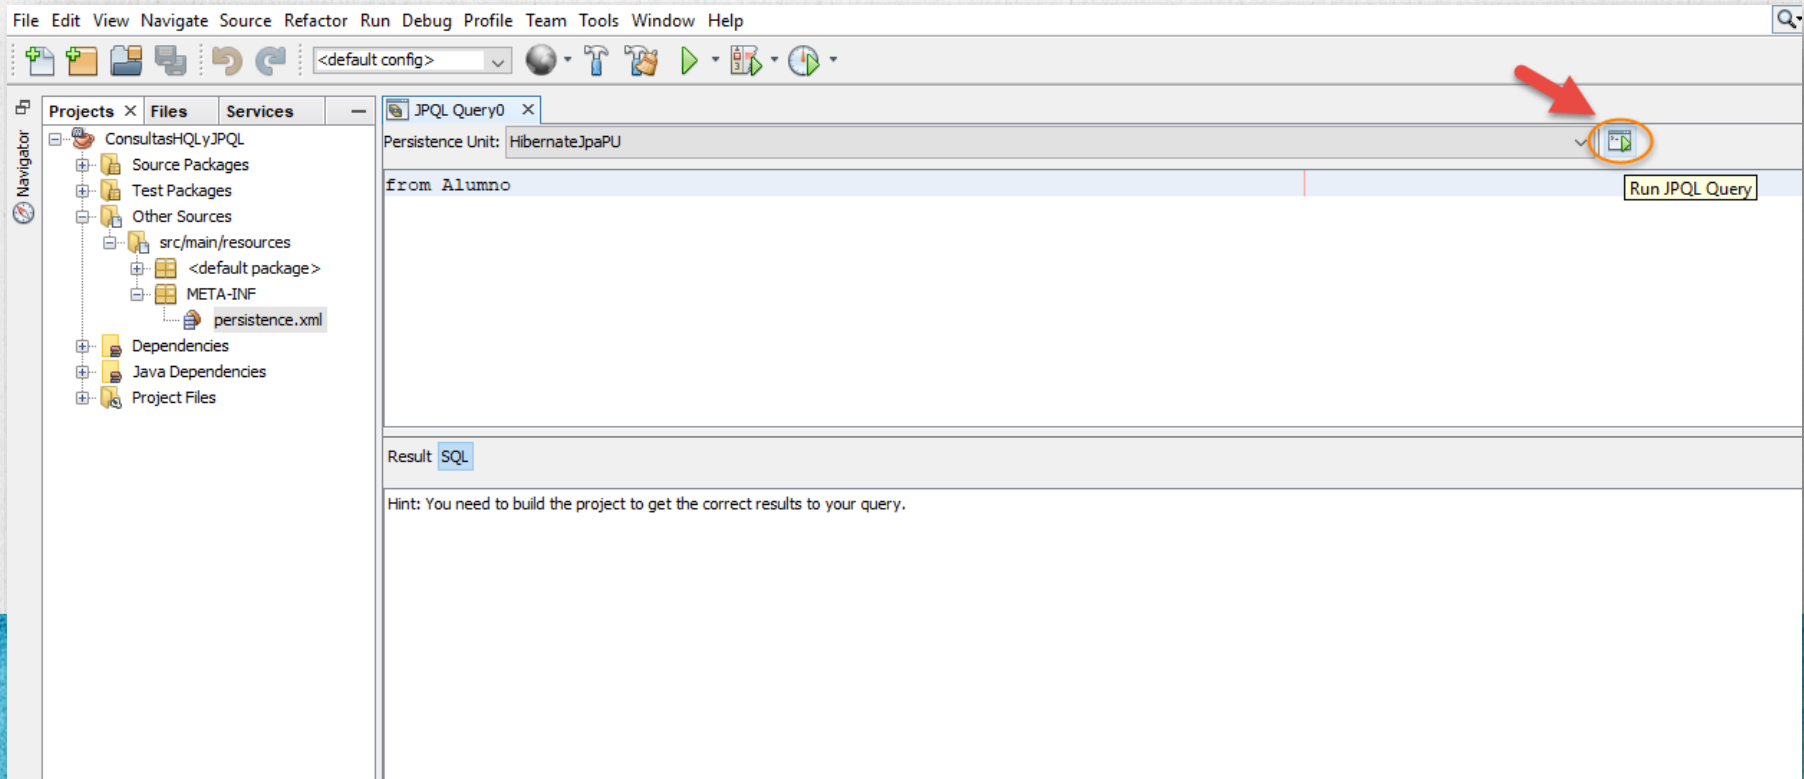 File Edit View Navigate Source Refactor Run Debug Profile Team Tools Window Help
<default config>
Projects Files Services
JPQL Query0
Navigator
ConsultasHQLyJPQL
Source Packages
Test Packages
Other Sources
src/main/resources
<default package>
META-INF
persistence.xml
Dependencies
Java Dependencies
Project Files
Persistence Unit: HibernateJpaPU
from Alumno
Run JPQL Query
Result SQL
Hint: You need to build the project to get the correct results to your query.